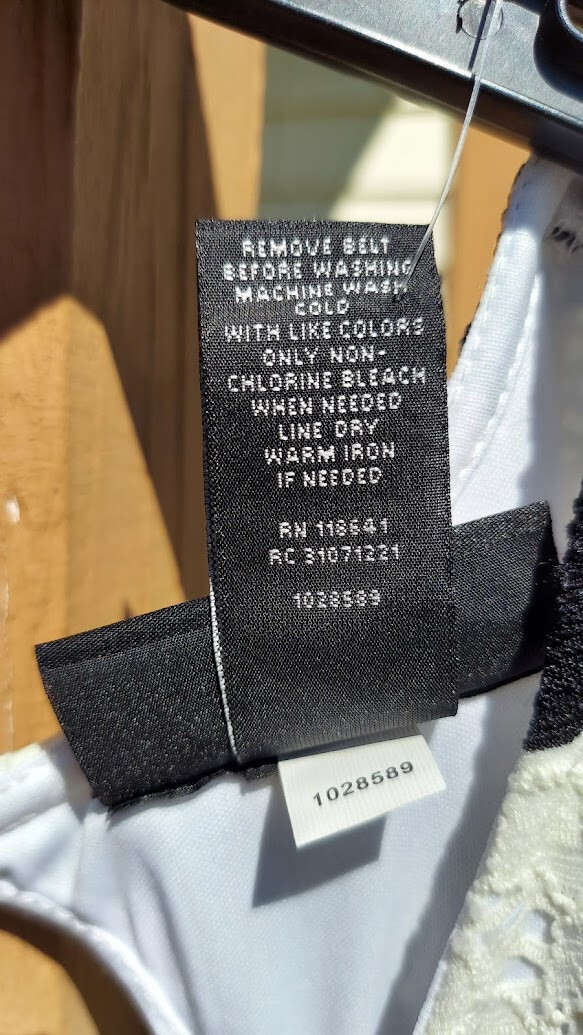 REMOVE BELT
BEFORE WASHING
MACHINE WASH
COLD
WITH LIKE COLORS
ONLY NON-
CHLORINE BLEACH
WHEN NEEDED
LINE DRY
WARM IRON
IF NEEDED
RN 118641
RC 31071221
1028589
1028589